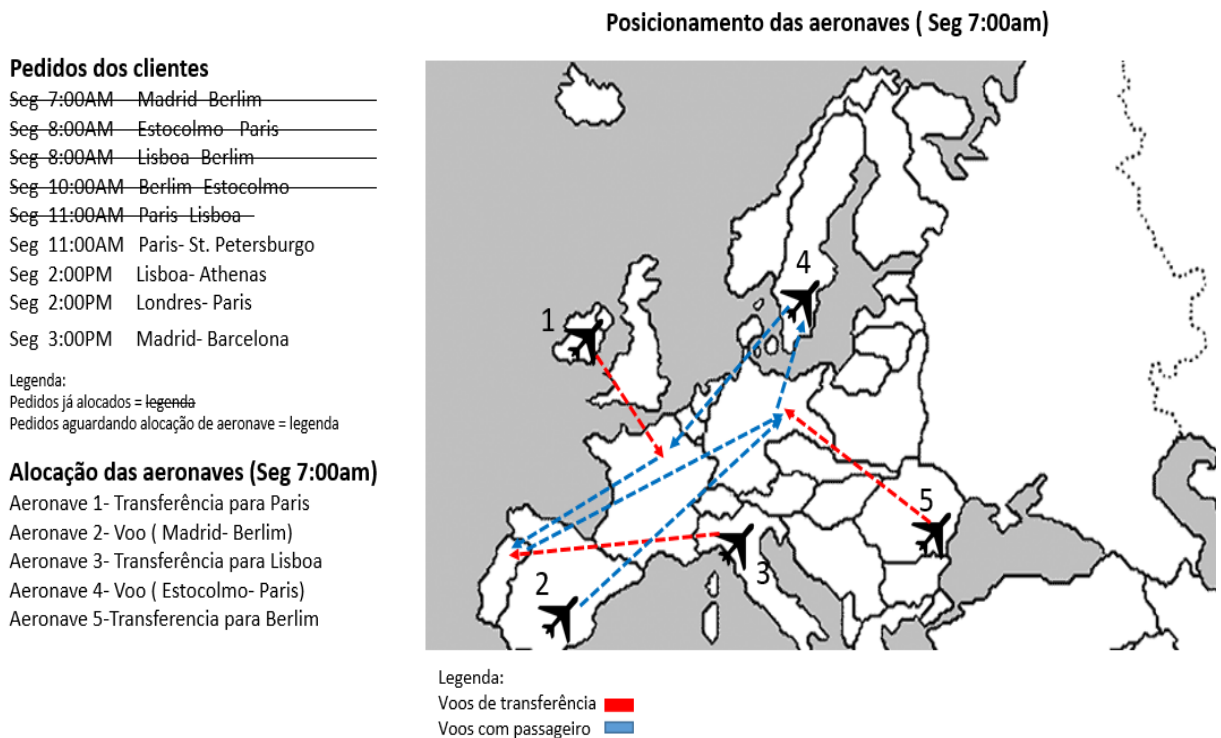 Posicionamento das aeronaves ( Seg 7:00am)
Pedidos dos clientes
Seg 7:00AM Madrid Berlim
Seg 8:00AM Estocolmo Paris
Seg 8:00AM Lisboa Berlim
Seg 10:00AM Berlim Estocolmo
Seg 11:00AM Paris Lisboa
Seg 11:00AM Paris- St. Petersburgo
Seg 2:00PM Lisboa- Athenas
Seg 2:00PM Londres- Paris
Seg 3:00PM Madrid- Barcelona
Legenda:
Pedidos já alocados = legenda
Pedidos aguardando alocação de aeronave = legenda
Alocação das aeronaves (Seg 7:00am)
Aeronave 1- Transferência para Paris
Aeronave 2- Voo ( Madrid- Berlim)
Aeronave 3- Transferência para Lisboa
Aeronave 4- Voo ( Estocolmo- Paris)
Aeronave 5-Transferencia para Berlim
4
1
5
2
3
Legenda:
Voos de transferência
Voos com passageiro